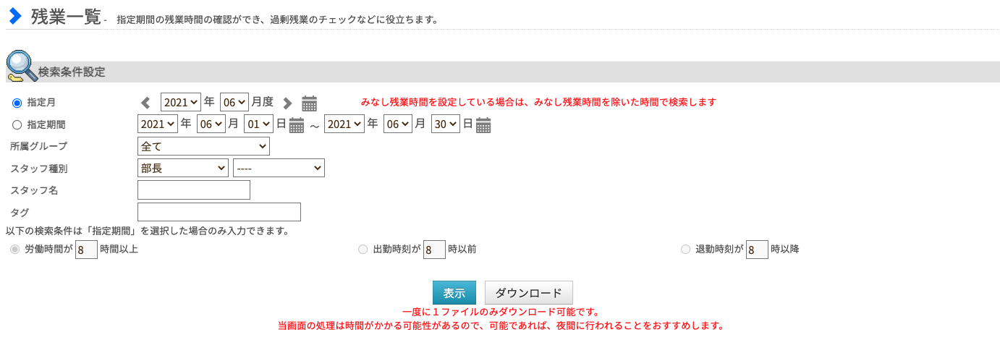 残業一覧 - 指定期間の残業時間の確認ができ、過剰残業のチェックなどに役立ちます。
検索条件設定
指定月 2021 年 06 月度 みなし残業時間を設定している場合は、みなし残業時間を除いた時間で検索します
指定期間 2021 年 06 月 01 日 ～ 2021 年 06 月 30 日
所属グループ 全て
スタッフ種別 部長 ----
スタッフ名
タグ
以下の検索条件は「指定期間」を選択した場合のみ入力できます。
労働時間が 8 時間以上 出勤時刻が 8 時以前 退勤時刻が 8 時以降
表示 ダウンロード
一度に１ファイルのみダウンロード可能です。
当画面の処理は時間がかかる可能性があるので、可能であれば、夜間に行われることをおすすめします。